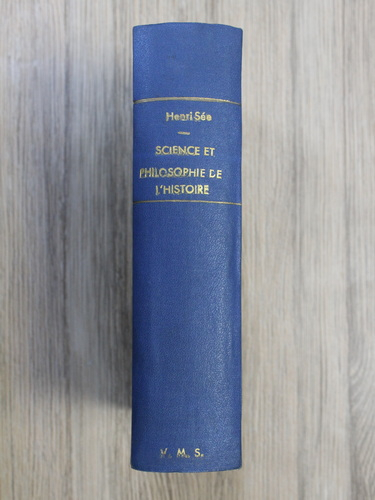 Henri Sée
SCIENCE ET
PHILOSOPHIE DE
L'HISTOIRE
V. M. S.